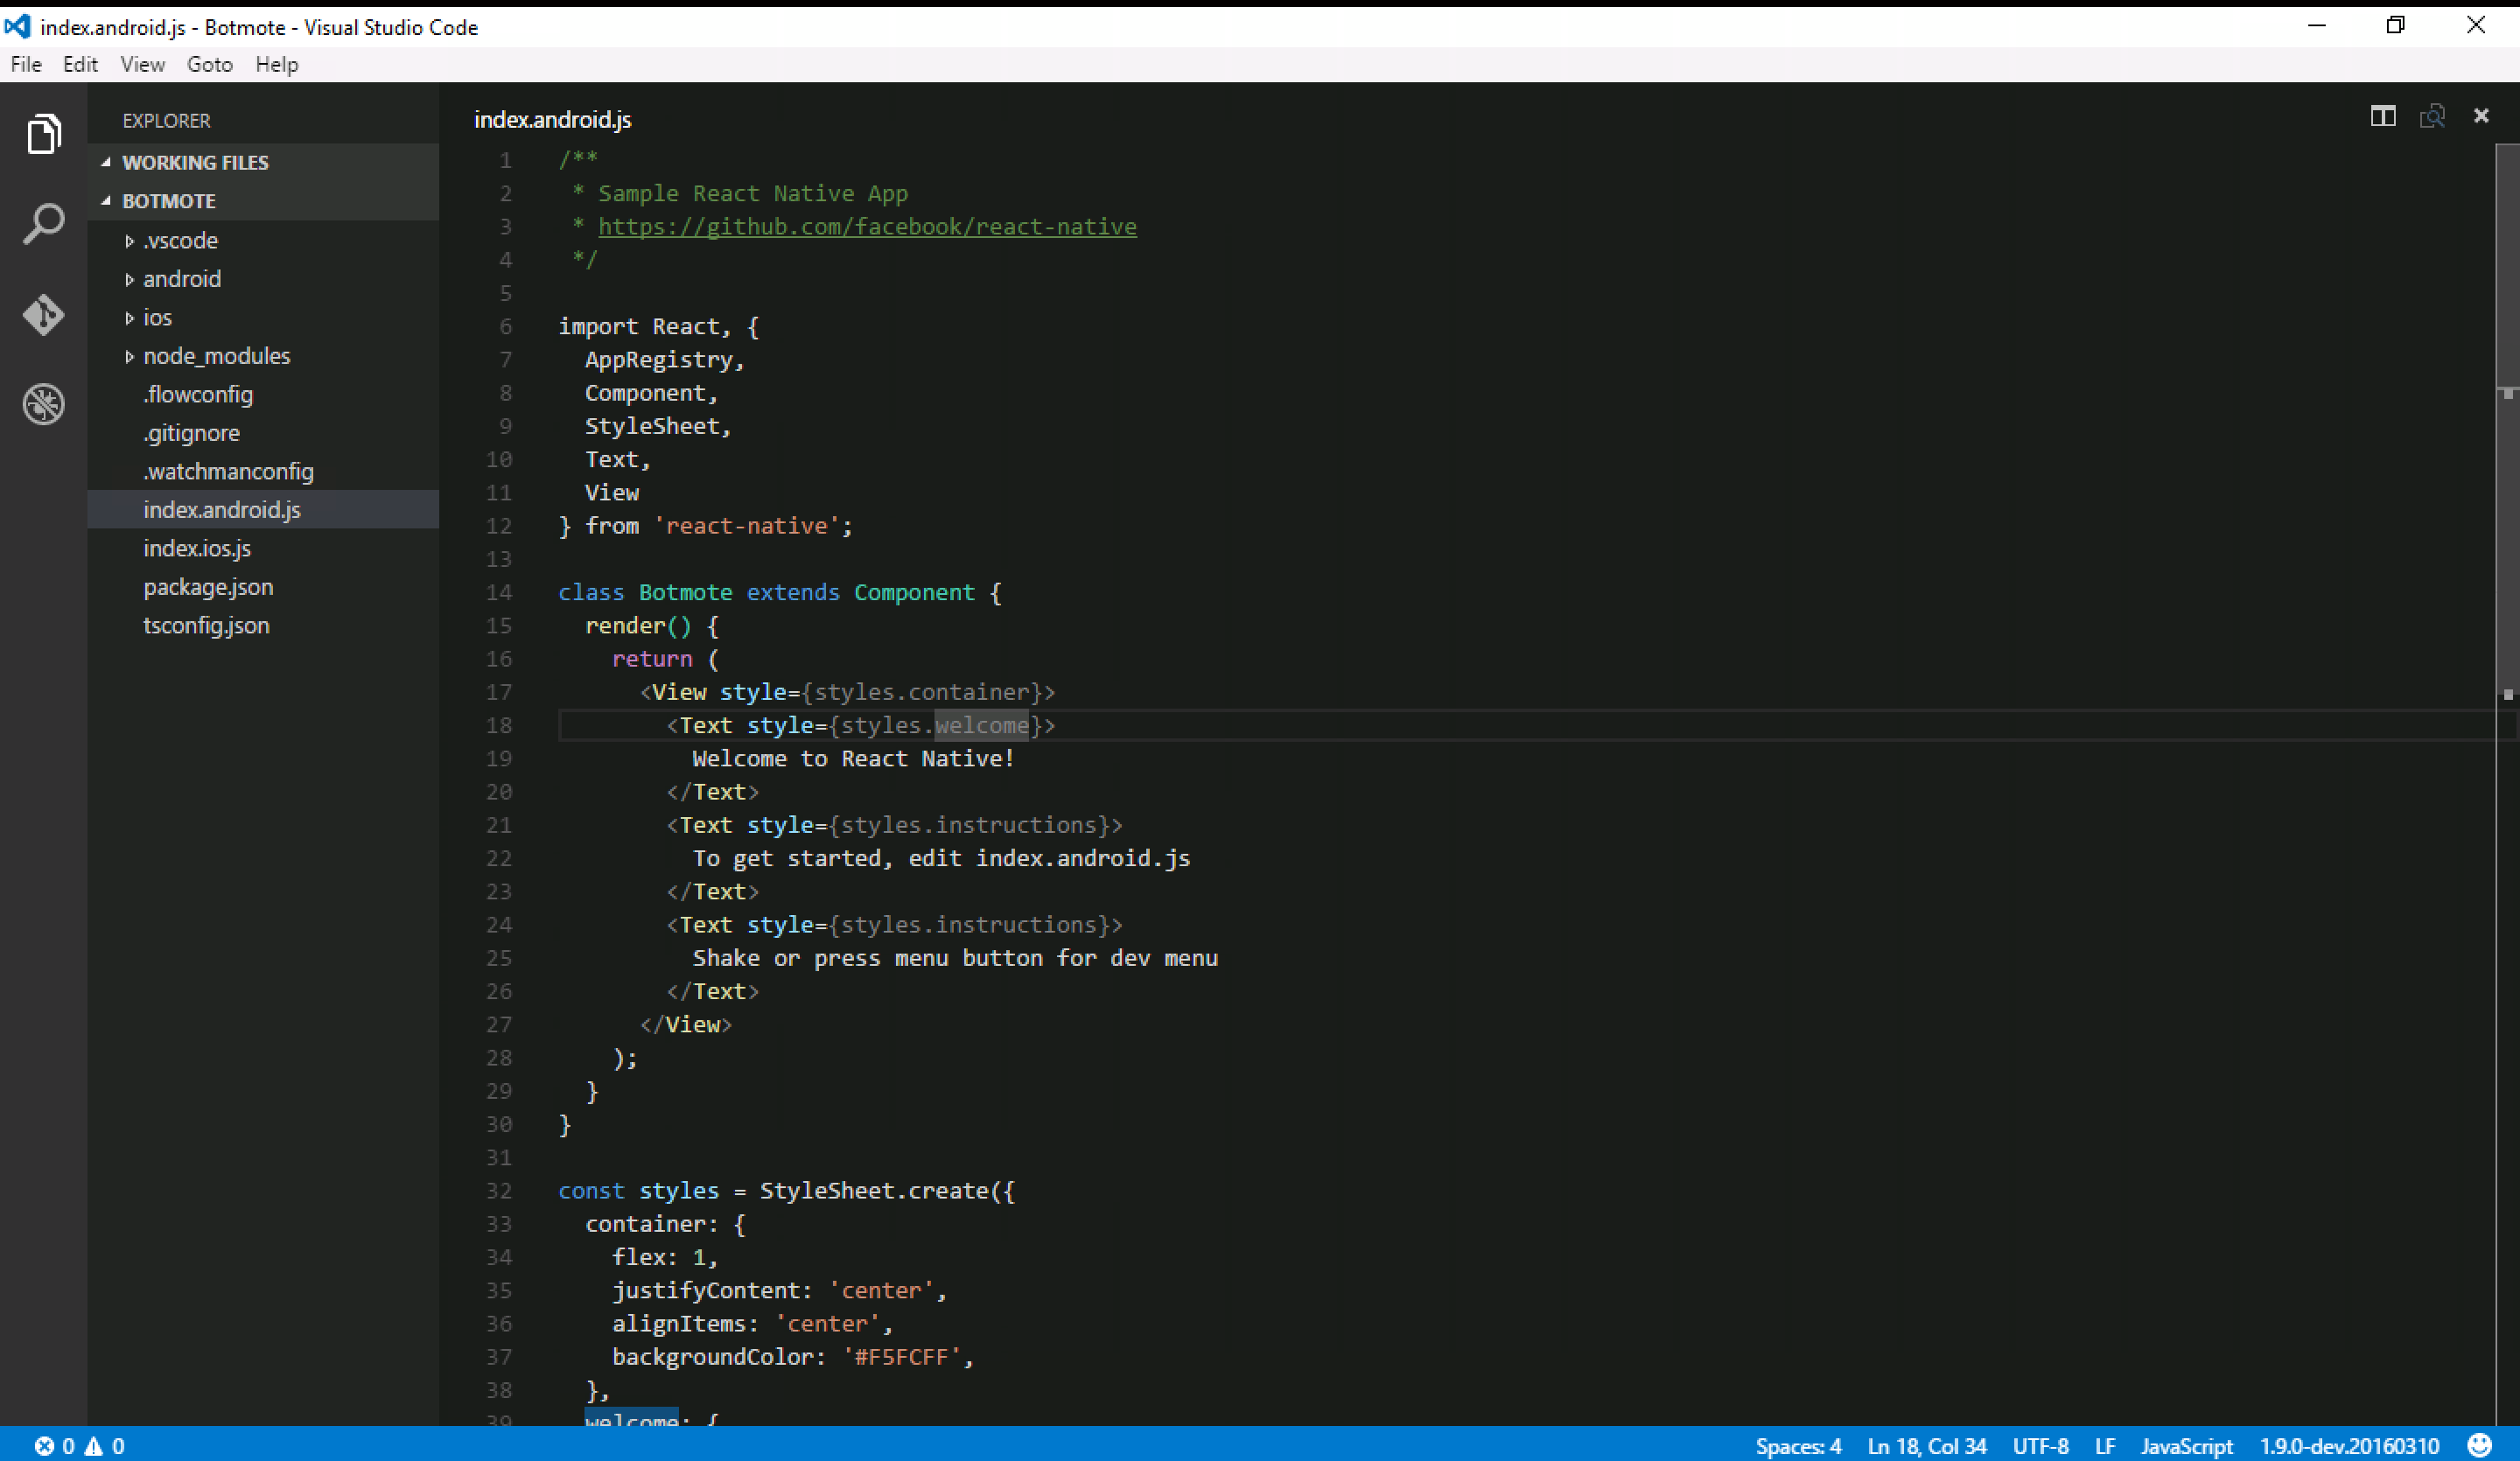 index.android.js - Botmote - Visual Studio Code
File Edit View Goto Help
EXPLORER
WORKING FILES
BOTMOTE
.vscode
android
ios
node_modules
.flowconfig
.gitignore
.watchmanconfig
index.android.js
index.ios.js
package.json
tsconfig.json
index.android.js
1 /**
2  * Sample React Native App
3  * https://github.com/facebook/react-native
4  */
5
6 import React, {
7   AppRegistry,
8   Component,
9   StyleSheet,
10   Text,
11   View
12 } from 'react-native';
13
14 class Botmote extends Component {
15   render() {
16     return (
17       <View style={styles.container}>
18         <Text style={styles.welcome}>
19           Welcome to React Native!
20         </Text>
21         <Text style={styles.instructions}>
22           To get started, edit index.android.js
23         </Text>
24         <Text style={styles.instructions}>
25           Shake or press menu button for dev menu
26         </Text>
27       </View>
28     );
29   }
30 }
31
32 const styles = StyleSheet.create({
33   container: {
34     flex: 1,
35     justifyContent: 'center',
36     alignItems: 'center',
37     backgroundColor: '#F5FCFF',
38   },
39   welcome: {
0 0 Spaces: 4 Ln 18, Col 34 UTF-8 LF JavaScript 1.9.0-dev.20160310